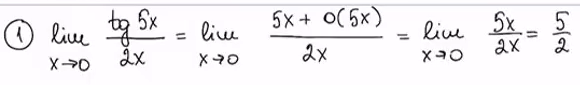 ① lim x→0 tg 5x / 2x = lim x→0 5x + o(5x) / 2x = lim x→0 5x / 2x = 5 / 2